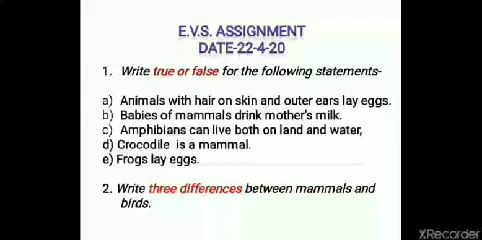 E.V.S. ASSIGNMENT
DATE-22-4-20
1. Write true or false for the following statements-
a) Animals with hair on skin and outer ears lay eggs.
b) Babies of mammals drink mother's milk.
c) Amphibians can live both on land and water,
d) Crocodile is a mammal.
e) Frogs lay eggs.
2. Write three differences between mammals and
birds.
XRecorder